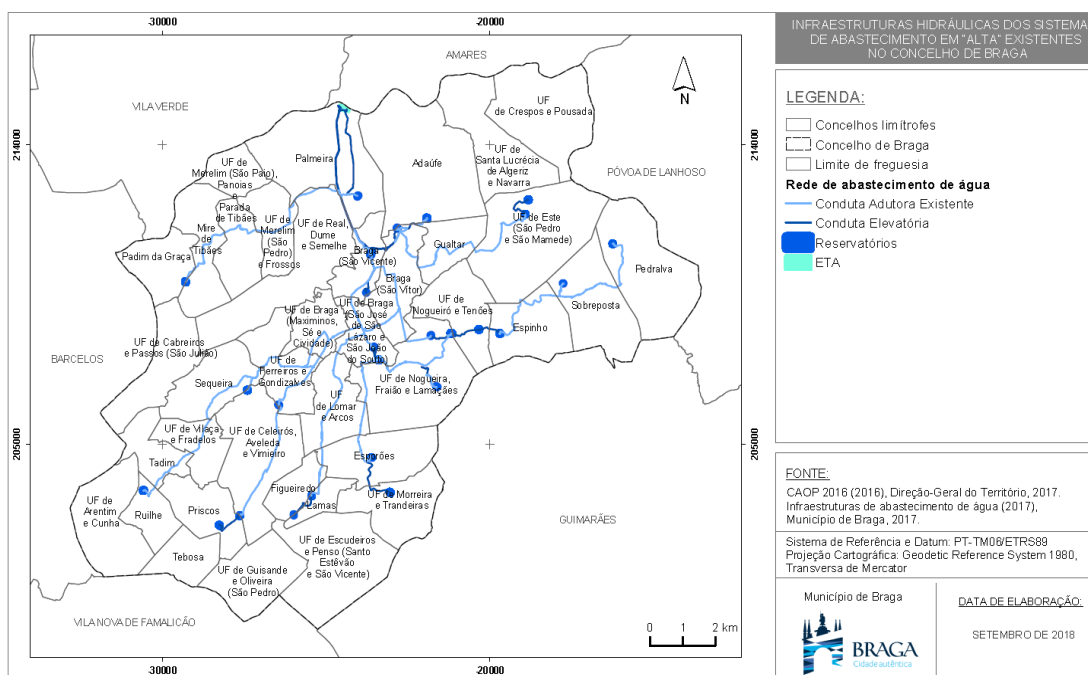 -30000
-20000
214000
214000
205000
205000
-30000
-20000
AMARES
VILA VERDE
PÓVOA DE LANHOSO
BARCELOS
GUIMARÃES
VILA NOVA DE FAMALICÃO
N
UF
de Crespos e Pousada
UF de
Santa Lucrécia
de Algeriz
e Navarra
Adaúfe
Palmeira
UF de
Merelim (São Paio),
Panoias
e
Parada
de Tibães
Mire
de
Tibães
Padim da Graça
UF de
Merelim
(São
Pedro)
e Frossos
UF de Real,
Dume
e Semelhe
Braga
(São Vicente)
Gualtar
UF de Este
(São Pedro
e São Mamede)
Pedralva
Sobreposta
Espinho
Braga
(São Vítor)
UF de
Nogueiró e Tenões
UF de Braga
(São José
de São
Lázaro e
São João
do Souto)
UF de Braga
(Maximinos,
Sé e
Cividade)
UF de Cabreiros
e Passos (São Julião)
Sequeira
UF de
Ferreiros e
Gondizalves
UF
de Lomar
e Arcos
UF de Nogueira,
Fraião e Lamaçães
UF de Vilaça
e Fradelos
UF de Celeirós,
Aveleda
e Vimieiro
Tadim
Esporões
UF de Morreira
e Trandeiras
Figueiredo
Lamas
UF de
Arentim
e Cunha
Ruilhe
Priscos
Tebosa
UF de Escudeiros
e Penso (Santo
Estêvão
e São Vicente)
UF de Guisande
e Oliveira
(São Pedro)
0 1 2 km
INFRAESTRUTURAS HIDRÁULICAS DOS SISTEMA
DE ABASTECIMENTO EM "ALTA" EXISTENTES
NO CONCELHO DE BRAGA
LEGENDA:
Concelhos limítrofes
Concelho de Braga
Limite de freguesia
Rede de abastecimento de água
Conduta Adutora Existente
Conduta Elevatória
Reservatórios
ETA
FONTE:
CAOP 2016 (2016), Direção-Geral do Território, 2017.
Infraestruturas de abastecimento de água (2017),
Município de Braga, 2017.
Sistema de Referência e Datum: PT-TM06/ETRS89
Projeção Cartográfica: Geodetic Reference System 1980,
Transversa de Mercator
Município de Braga
BRAGA
Cidade autêntica
DATA DE ELABORAÇÃO:
SETEMBRO DE 2018